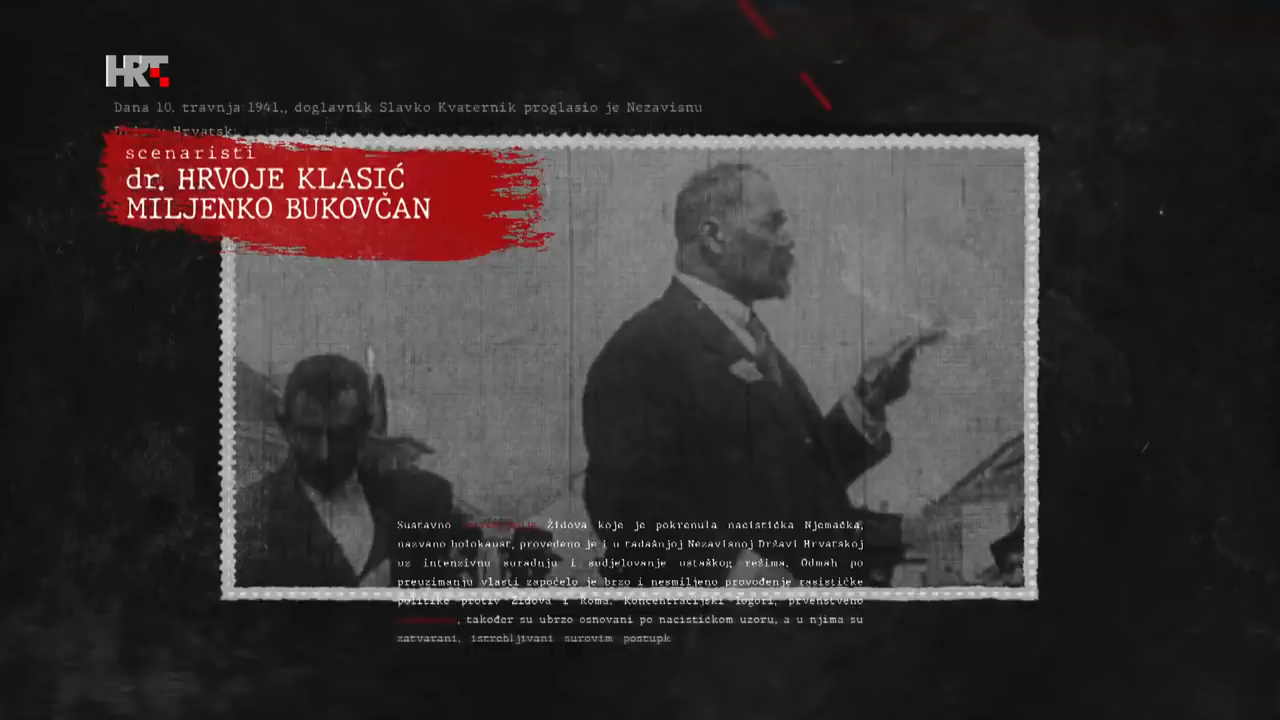 HRT
Dana 10. travnja 1941., doglavnik Slavko Kvaternik proglasio je Nezavisnu
Hrvatsk
scenaristi
dr. HRVOJE KLASIĆ
MILJENKO BUKOVČAN
Sustavno Židova koje je pokrenula nacistička Njemačka,
nazvano holokaust, provedeno je i u tadašnjoj Nezavisnoj Državi Hrvatskoj
uz intenzivnu suradnju i sudjelovanje ustaškog režima. Odmah po
preuzimanju vlasti započelo je brzo i nesmiljeno provođenje rasističke
politike protiv Židova i Roma. Koncentracijski logori, prvenstveno
, također su ubrzo osnovani po nacističkom uzoru, a u njima su
zatvarani, istrebljivani surovim postupk